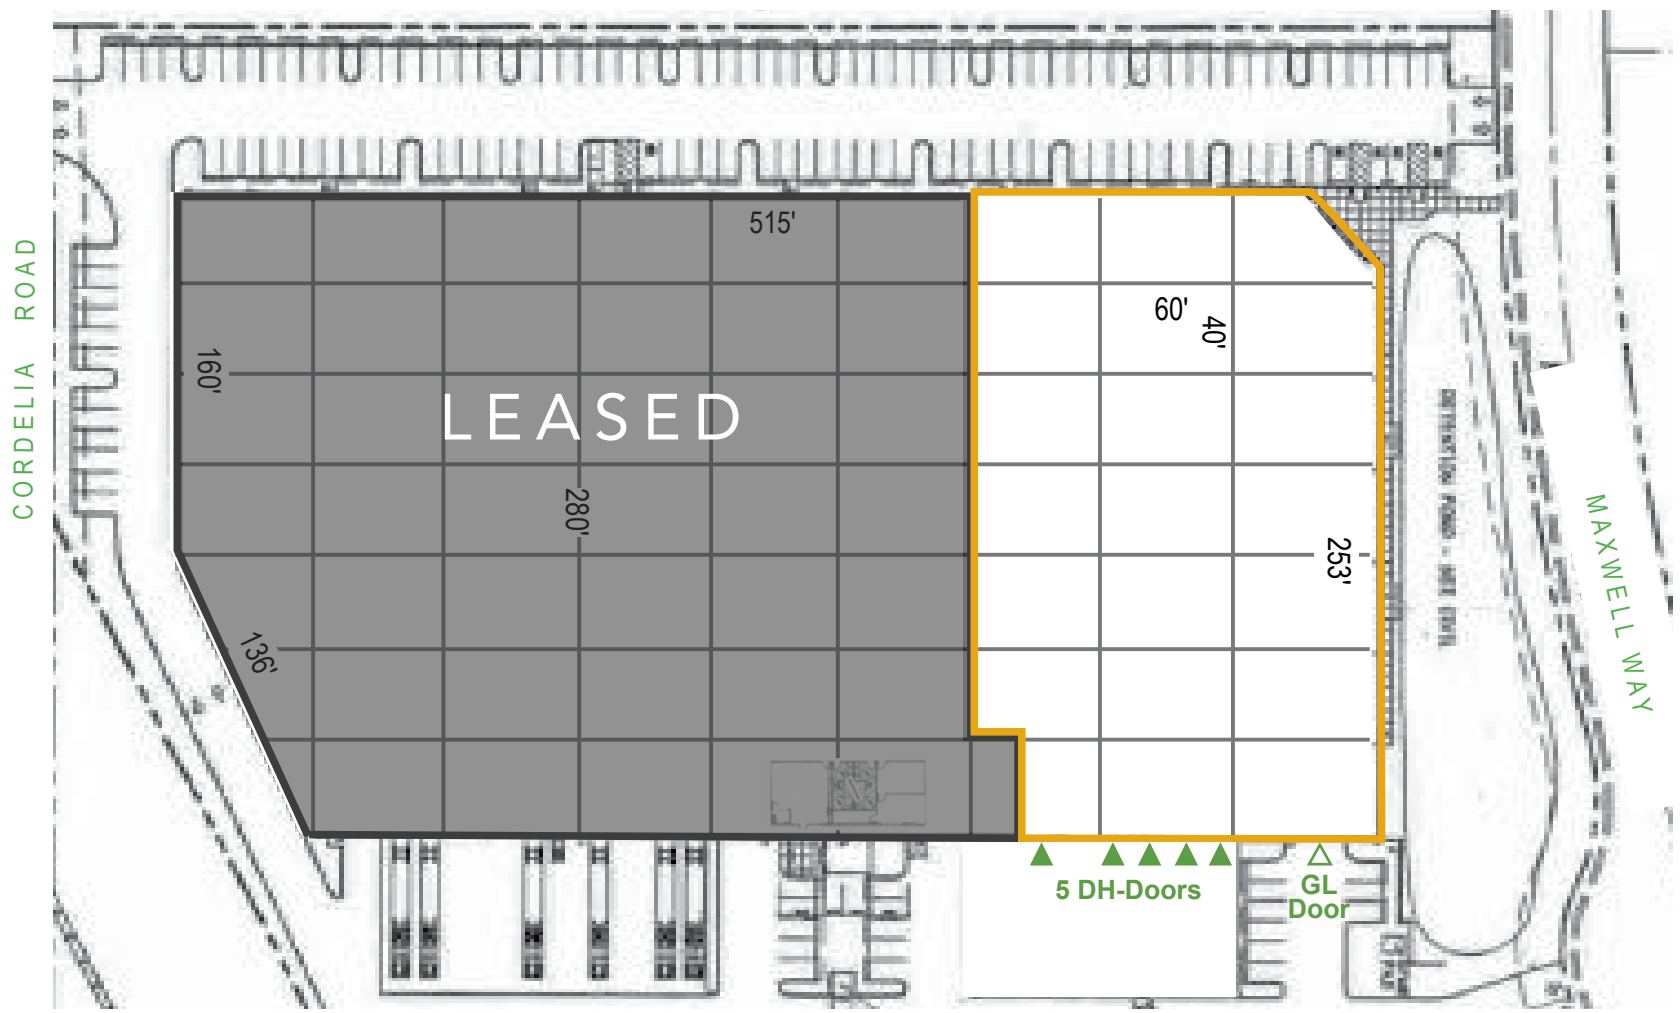 515'
60'
40'
160'
LEASED
280'
253'
136'
CORDELIA ROAD
MAXWELL WAY
5 DH-Doors
GL
Door